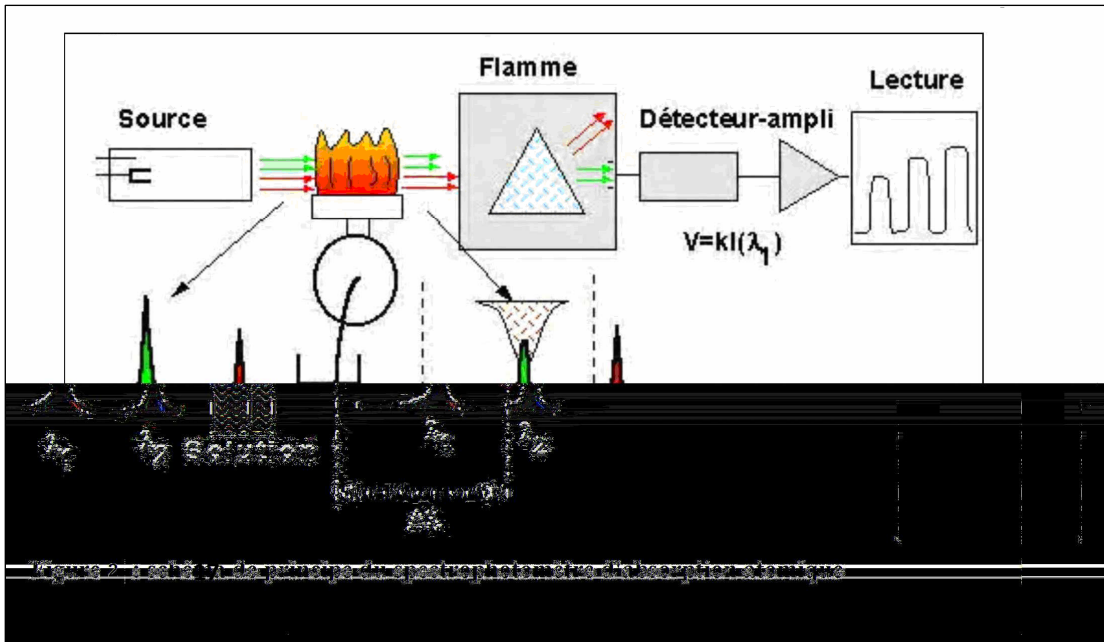 Flamme
Lecture
Source
Détecteur-ampli
V=kI(λ1)
λ1 λ2 Solution λ2
Figure 2 : schéma de principe du spectrophotomètre d'absorption atomique